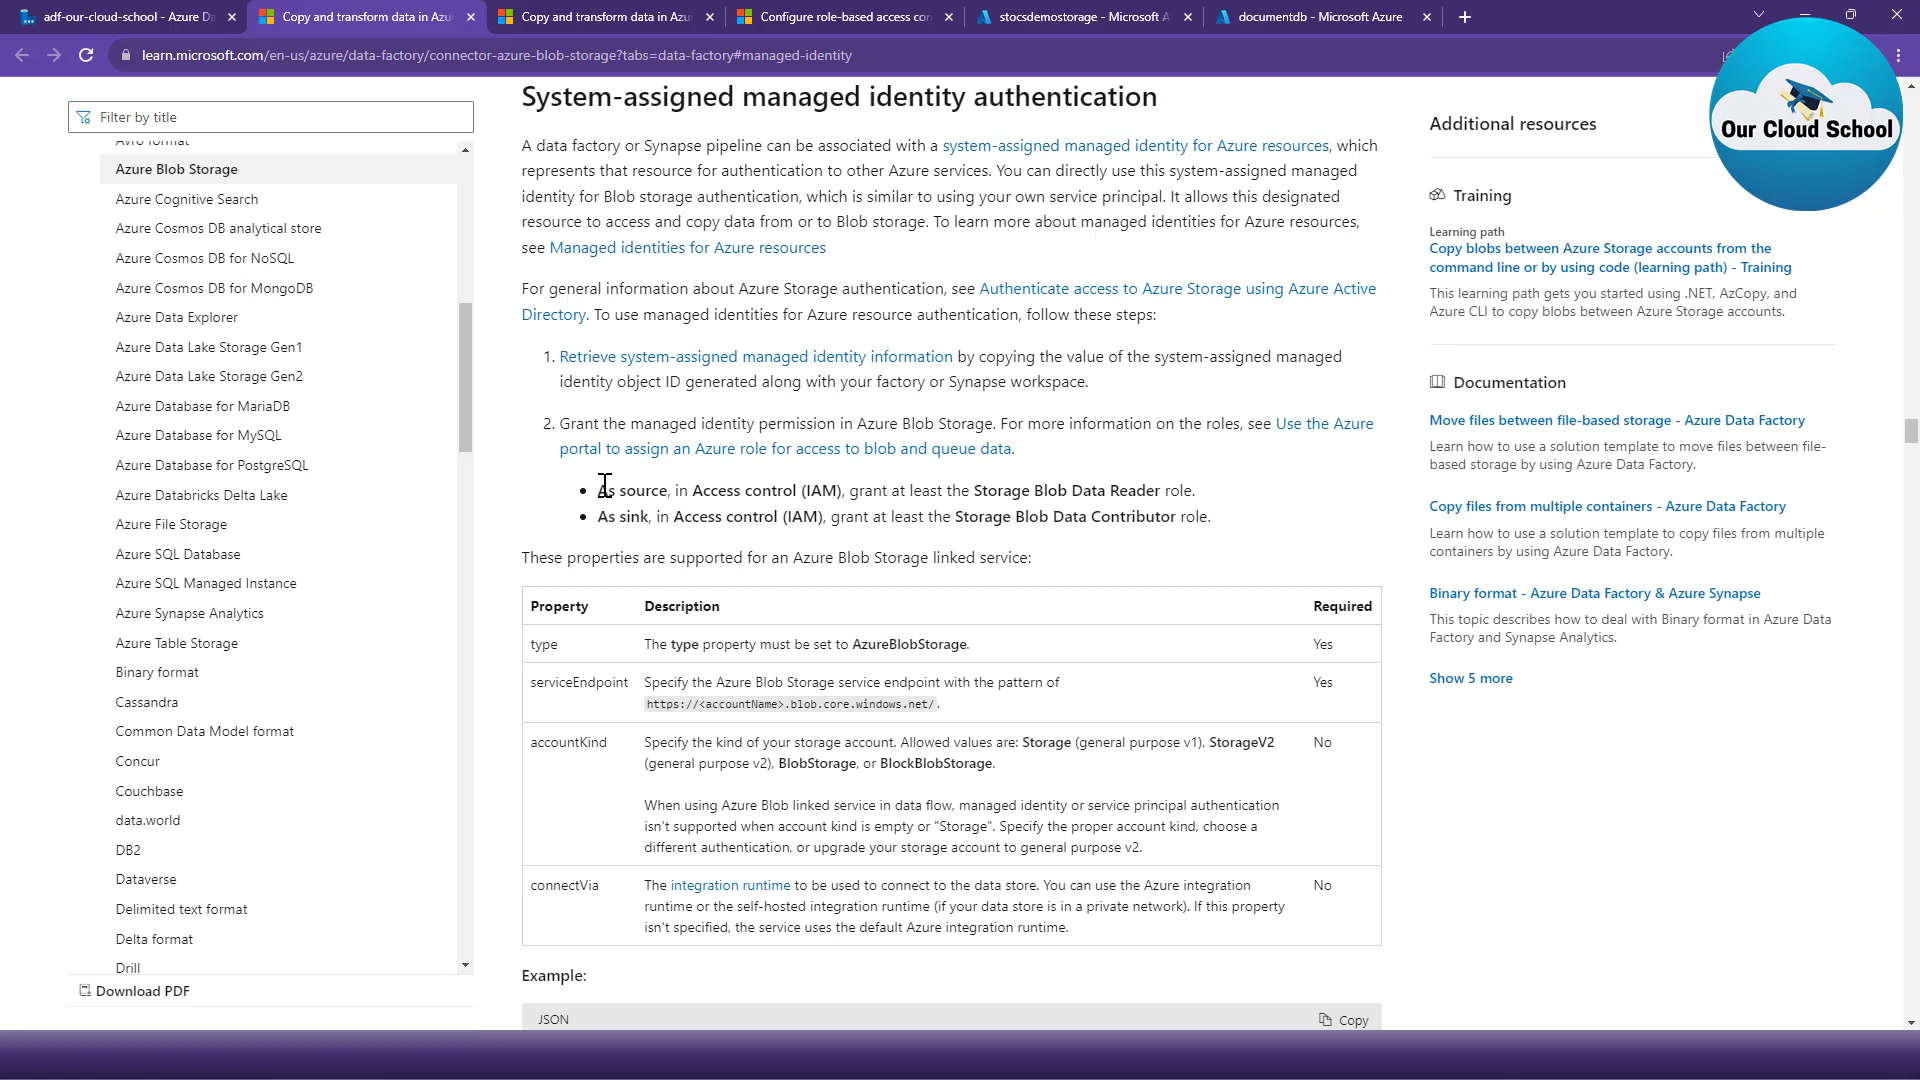 adf-our-cloud-school - Azure Da
Copy and transform data in Azu
Copy and transform data in Azu
Configure role-based access con
stocsdemostorage - Microsoft A
documentdb - Microsoft Azure
learn.microsoft.com/en-us/azure/data-factory/connector-azure-blob-storage?tabs=data-factory#managed-identity
Our Cloud School
Filter by title
Avro format
Azure Blob Storage
Azure Cognitive Search
Azure Cosmos DB analytical store
Azure Cosmos DB for NoSQL
Azure Cosmos DB for MongoDB
Azure Data Explorer
Azure Data Lake Storage Gen1
Azure Data Lake Storage Gen2
Azure Database for MariaDB
Azure Database for MySQL
Azure Database for PostgreSQL
Azure Databricks Delta Lake
Azure File Storage
Azure SQL Database
Azure SQL Managed Instance
Azure Synapse Analytics
Azure Table Storage
Binary format
Cassandra
Common Data Model format
Concur
Couchbase
data.world
DB2
Dataverse
Delimited text format
Delta format
Drill
Download PDF
System-assigned managed identity authentication
A data factory or Synapse pipeline can be associated with a system-assigned managed identity for Azure resources, which
represents that resource for authentication to other Azure services. You can directly use this system-assigned managed
identity for Blob storage authentication, which is similar to using your own service principal. It allows this designated
resource to access and copy data from or to Blob storage. To learn more about managed identities for Azure resources,
see Managed identities for Azure resources
For general information about Azure Storage authentication, see Authenticate access to Azure Storage using Azure Active
Directory. To use managed identities for Azure resource authentication, follow these steps:
1. Retrieve system-assigned managed identity information by copying the value of the system-assigned managed
identity object ID generated along with your factory or Synapse workspace.
2. Grant the managed identity permission in Azure Blob Storage. For more information on the roles, see Use the Azure
portal to assign an Azure role for access to blob and queue data.
• As source, in Access control (IAM), grant at least the Storage Blob Data Reader role.
• As sink, in Access control (IAM), grant at least the Storage Blob Data Contributor role.
These properties are supported for an Azure Blob Storage linked service:
Property Description Required
type The type property must be set to AzureBlobStorage. Yes
serviceEndpoint Specify the Azure Blob Storage service endpoint with the pattern of Yes
https://<accountName>.blob.core.windows.net/.
accountKind Specify the kind of your storage account. Allowed values are: Storage (general purpose v1), StorageV2 No
(general purpose v2), BlobStorage, or BlockBlobStorage.
When using Azure Blob linked service in data flow, managed identity or service principal authentication
isn't supported when account kind is empty or "Storage". Specify the proper account kind, choose a
different authentication, or upgrade your storage account to general purpose v2.
connectVia The integration runtime to be used to connect to the data store. You can use the Azure integration No
runtime or the self-hosted integration runtime (if your data store is in a private network). If this property
isn't specified, the service uses the default Azure integration runtime.
Example:
JSON Copy
Additional resources
Training
Learning path
Copy blobs between Azure Storage accounts from the
command line or by using code (learning path) - Training
This learning path gets you started using .NET, AzCopy, and
Azure CLI to copy blobs between Azure Storage accounts.
Documentation
Move files between file-based storage - Azure Data Factory
Learn how to use a solution template to move files between file-
based storage by using Azure Data Factory.
Copy files from multiple containers - Azure Data Factory
Learn how to use a solution template to copy files from multiple
containers by using Azure Data Factory.
Binary format - Azure Data Factory & Azure Synapse
This topic describes how to deal with Binary format in Azure Data
Factory and Synapse Analytics.
Show 5 more